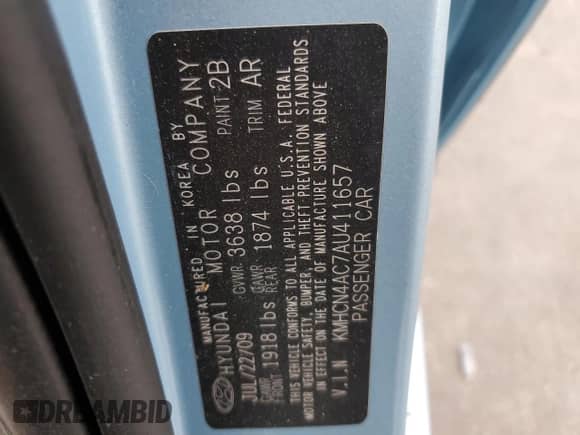 MANUFACTURED IN KOREA BY
HYUNDAI MOTOR COMPANY
JUL/22/09 GVWR: 3638 lbs PAINT 2B
GAWR FRONT 1918 lbs GAWR REAR 1874 lbs TRIM AR
THIS VEHICLE CONFORMS TO ALL APPLICABLE U.S.A. FEDERAL
MOTOR VEHICLE SAFETY, BUMPER, AND THEFT PREVENTION STANDARDS
IN EFFECT ON THE DATE OF MANUFACTURE SHOWN ABOVE
V.I.N KMHCN4AC7AU411657
PASSENGER CAR
DREAMBID